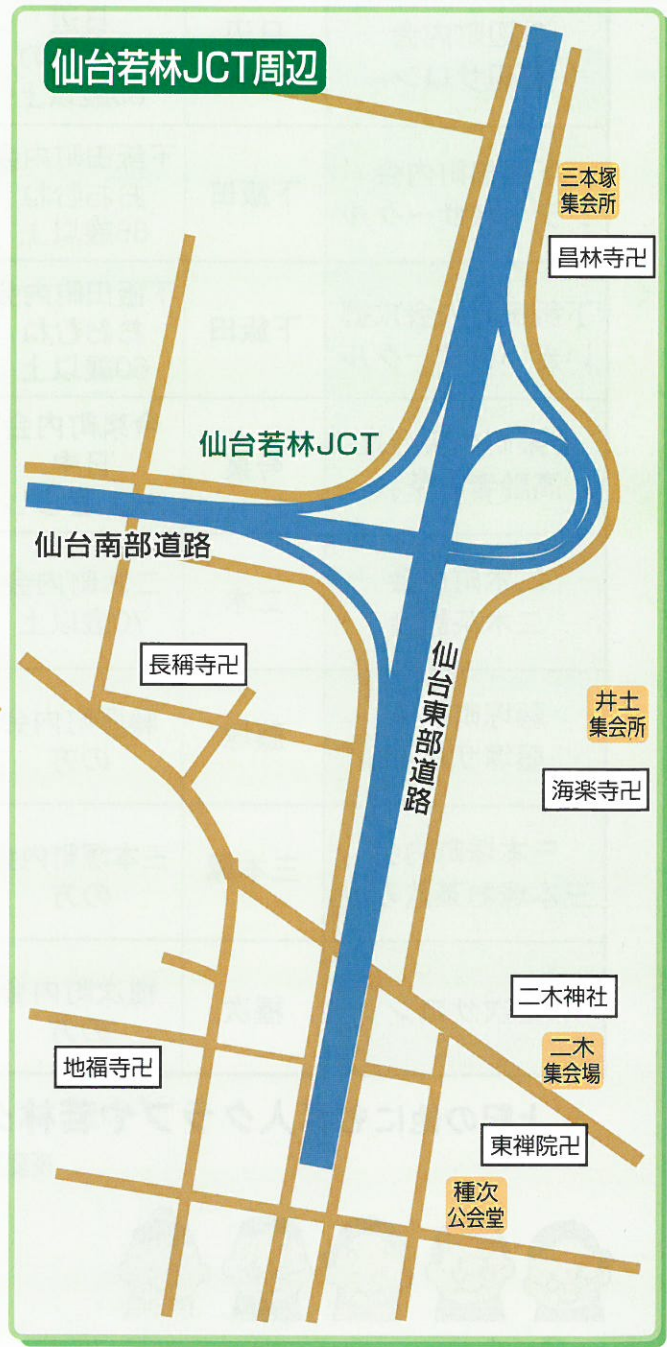 仙台若林JCT周辺
三本塚
集会所
昌林寺卍
仙台若林JCT
仙台南部道路
長稱寺卍
仙台東部道路
井土
集会所
海楽寺卍
二木神社
二木
集会場
地福寺卍
東禅院卍
種次
公会堂